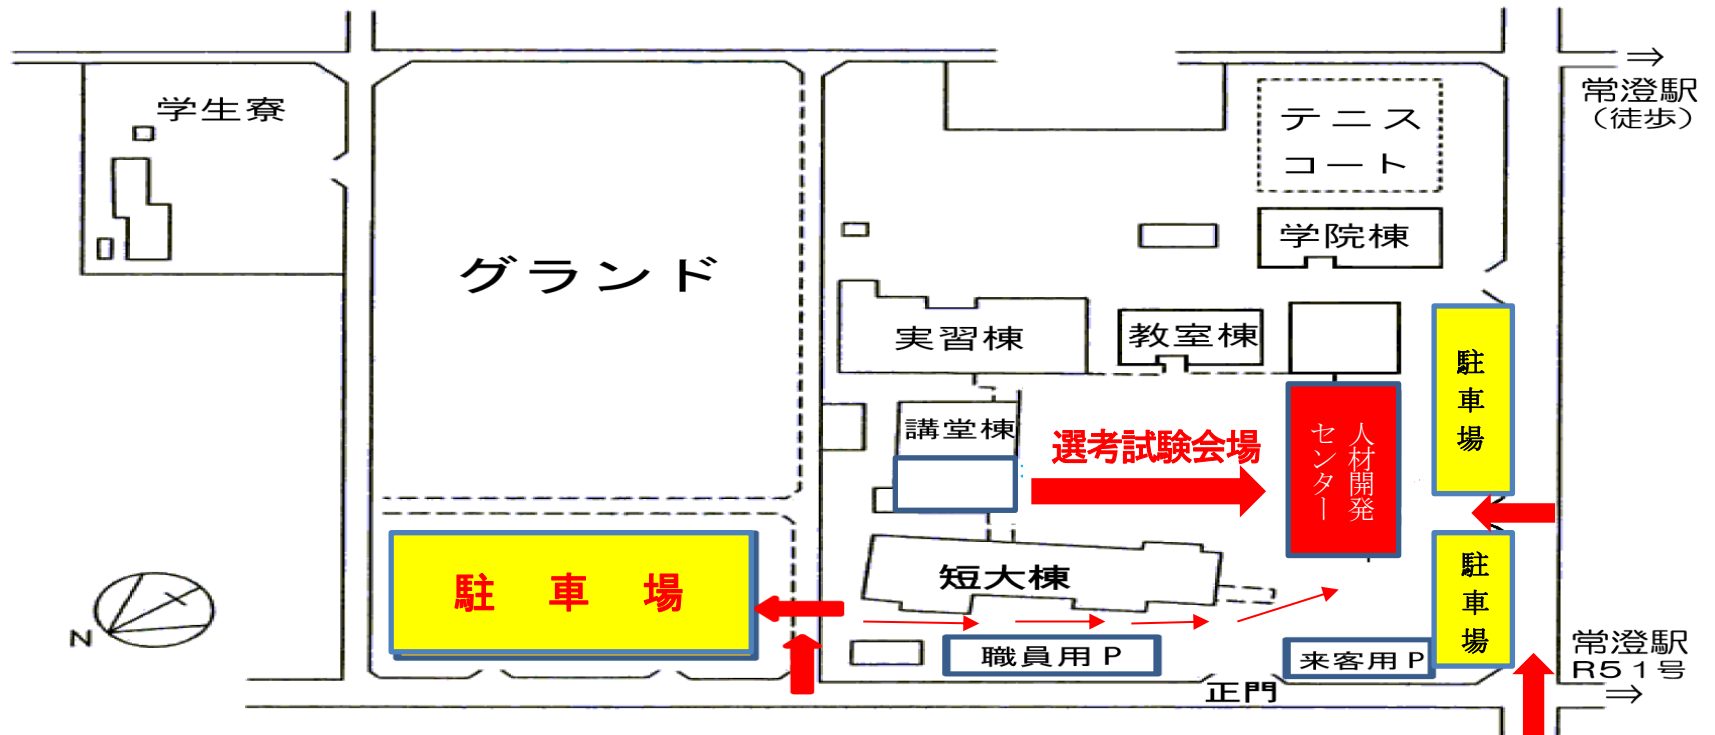 常澄駅
（徒歩）
学生寮
テニス
コート
学院棟
グランド
実習棟
教室棟
駐車場
講堂棟
選考試験会場
人材開発
センター
駐車場
短大棟
駐車場
N
職員用P
来客用P
常澄駅
R51号
正門